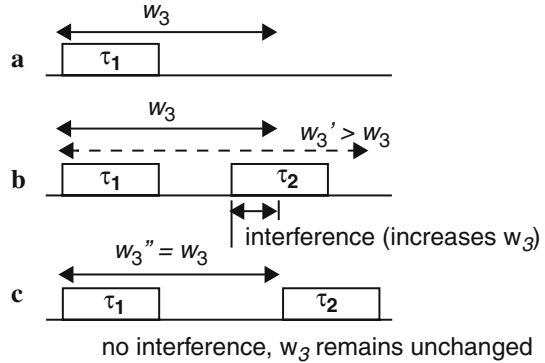 w₃
a
τ₁
w₃
w₃' > w₃
b
τ₁
τ₂
interference (increases w₃)
w₃'' = w₃
c
τ₁
τ₂
no interference, w₃ remains unchanged